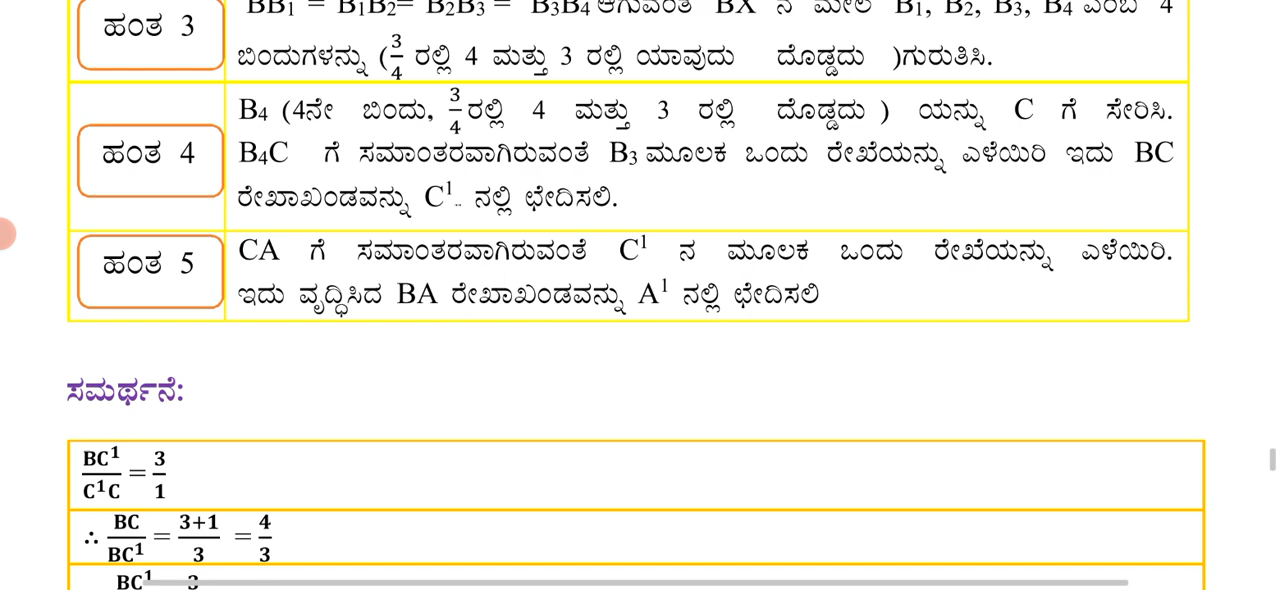 ಹಂತ 3
BB1 = B1B2= B2B3 = B3B4 ಆಗುವಂತೆ BX ನ ಮೇಲೆ B1, B2, B3, B4 ಎಂಬ 4
ಬಿಂದುಗಳನ್ನು (3/4 ರಲ್ಲಿ 4 ಮತ್ತು 3 ರಲ್ಲಿ ಯಾವುದು ದೊಡ್ಡದು )ಗುರುತಿಸಿ.
ಹಂತ 4
B4 (4ನೇ ಬಿಂದು, 3/4 ರಲ್ಲಿ 4 ಮತ್ತು 3 ರಲ್ಲಿ ದೊಡ್ಡದು ) ಯನ್ನು C ಗೆ ಸೇರಿಸಿ.
B4C ಗೆ ಸಮಾಂತರವಾಗಿರುವಂತೆ B3 ಮೂಲಕ ಒಂದು ರೇಖೆಯನ್ನು ಎಳೆಯಿರಿ ಇದು BC
ರೇಖಾಖಂಡವನ್ನು C¹.. ನಲ್ಲಿ ಛೇದಿಸಲಿ.
ಹಂತ 5
CA ಗೆ ಸಮಾಂತರವಾಗಿರುವಂತೆ C¹ ನ ಮೂಲಕ ಒಂದು ರೇಖೆಯನ್ನು ಎಳೆಯಿರಿ.
ಇದು ವೃದ್ಧಿಸಿದ BA ರೇಖಾಖಂಡವನ್ನು A¹ ನಲ್ಲಿ ಛೇದಿಸಲಿ
ಸಮರ್ಥನೆ:
BC¹/C¹C = 3/1
∴ BC/BC¹ = 3+1/3 = 4/3
BC¹ 3